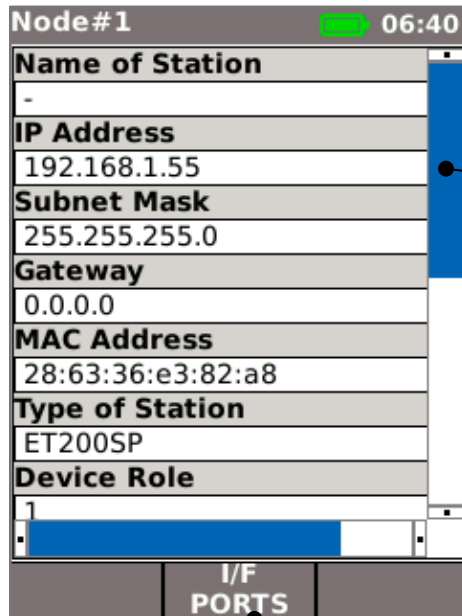 Node#1 06:40
Name of Station
-
IP Address
192.168.1.55
Subnet Mask
255.255.255.0
Gateway
0.0.0.0
MAC Address
28:63:36:e3:82:a8
Type of Station
ET200SP
Device Role
1
I/F
PORTS